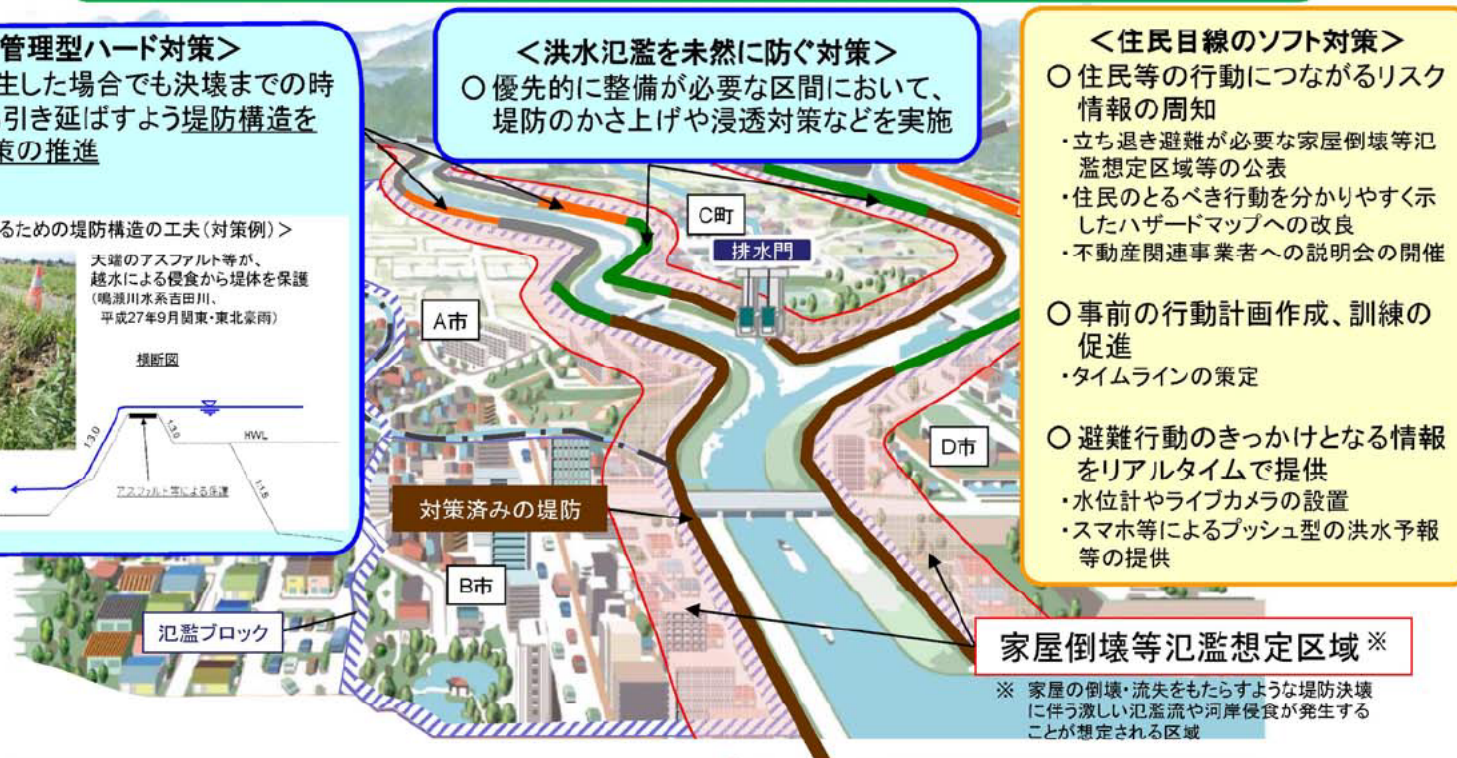 管理型ハード対策>
生した場合でも決壊までの時
引き延ばすよう堤防構造を
策の推進
るための堤防構造の工夫(対策例)>
天端のアスファルト等が、
越水による侵食から堤体を保護
(鳴瀬川水系吉田川、
平成27年9月関東・東北豪雨)
横断図
1:3.0
1:3.0
HWL
アスファルト等による保護
1:1.5
<洪水氾濫を未然に防ぐ対策>
○優先的に整備が必要な区間において、
堤防のかさ上げや浸透対策などを実施
C町
排水門
A市
D市
対策済みの堤防
B市
氾濫ブロック
<住民目線のソフト対策>
○住民等の行動につながるリスク
情報の周知
・立ち退き避難が必要な家屋倒壊等氾
濫想定区域等の公表
・住民のとるべき行動を分かりやすく示
したハザードマップへの改良
・不動産関連事業者への説明会の開催
○事前の行動計画作成、訓練の
促進
・タイムラインの策定
○避難行動のきっかけとなる情報
をリアルタイムで提供
・水位計やライブカメラの設置
・スマホ等によるプッシュ型の洪水予報
等の提供
家屋倒壊等氾濫想定区域※
※ 家屋の倒壊・流失をもたらすような堤防決壊
に伴う激しい氾濫流や河岸侵食が発生する
ことが想定される区域